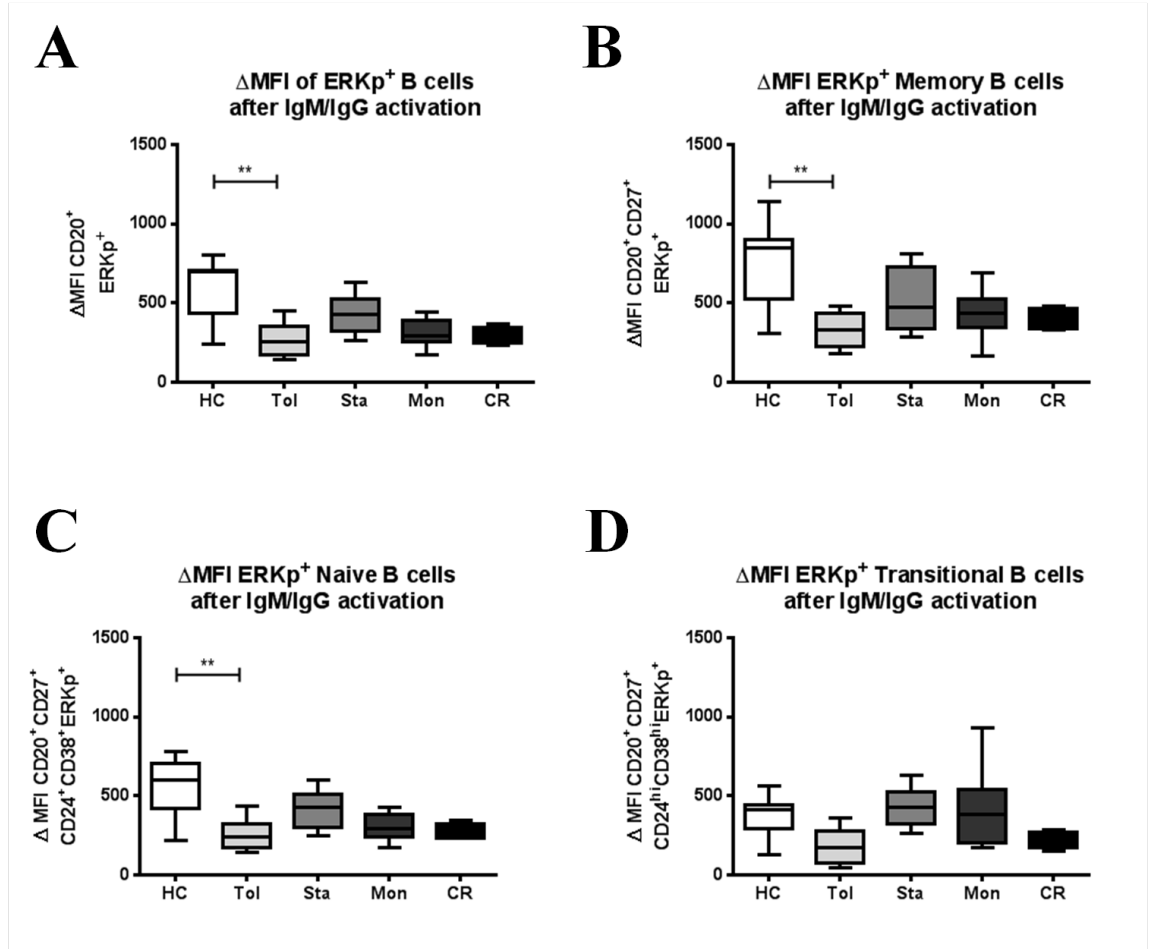 A
ΔMFI of ERKp⁺ B cells
after IgM/IgG activation
ΔMFI CD20⁺
ERKp⁺
1500
1000
500
0
**
HC Tol Sta Mon CR
B
ΔMFI ERKp⁺ Memory B cells
after IgM/IgG activation
ΔMFI CD20⁺ CD27⁺
ERKp⁺
1500
1000
500
0
**
HC Tol Sta Mon CR
C
ΔMFI ERKp⁺ Naive B cells
after IgM/IgG activation
Δ MFI CD20⁺ CD27⁺
CD24⁺ CD38⁺ ERKp⁺
1500
1000
500
0
**
HC Tol Sta Mon CR
D
ΔMFI ERKp⁺ Transitional B cells
after IgM/IgG activation
Δ MFI CD20⁺ CD27⁺
CD24ʰⁱCD38ʰⁱERKp⁺
1500
1000
500
0
HC Tol Sta Mon CR